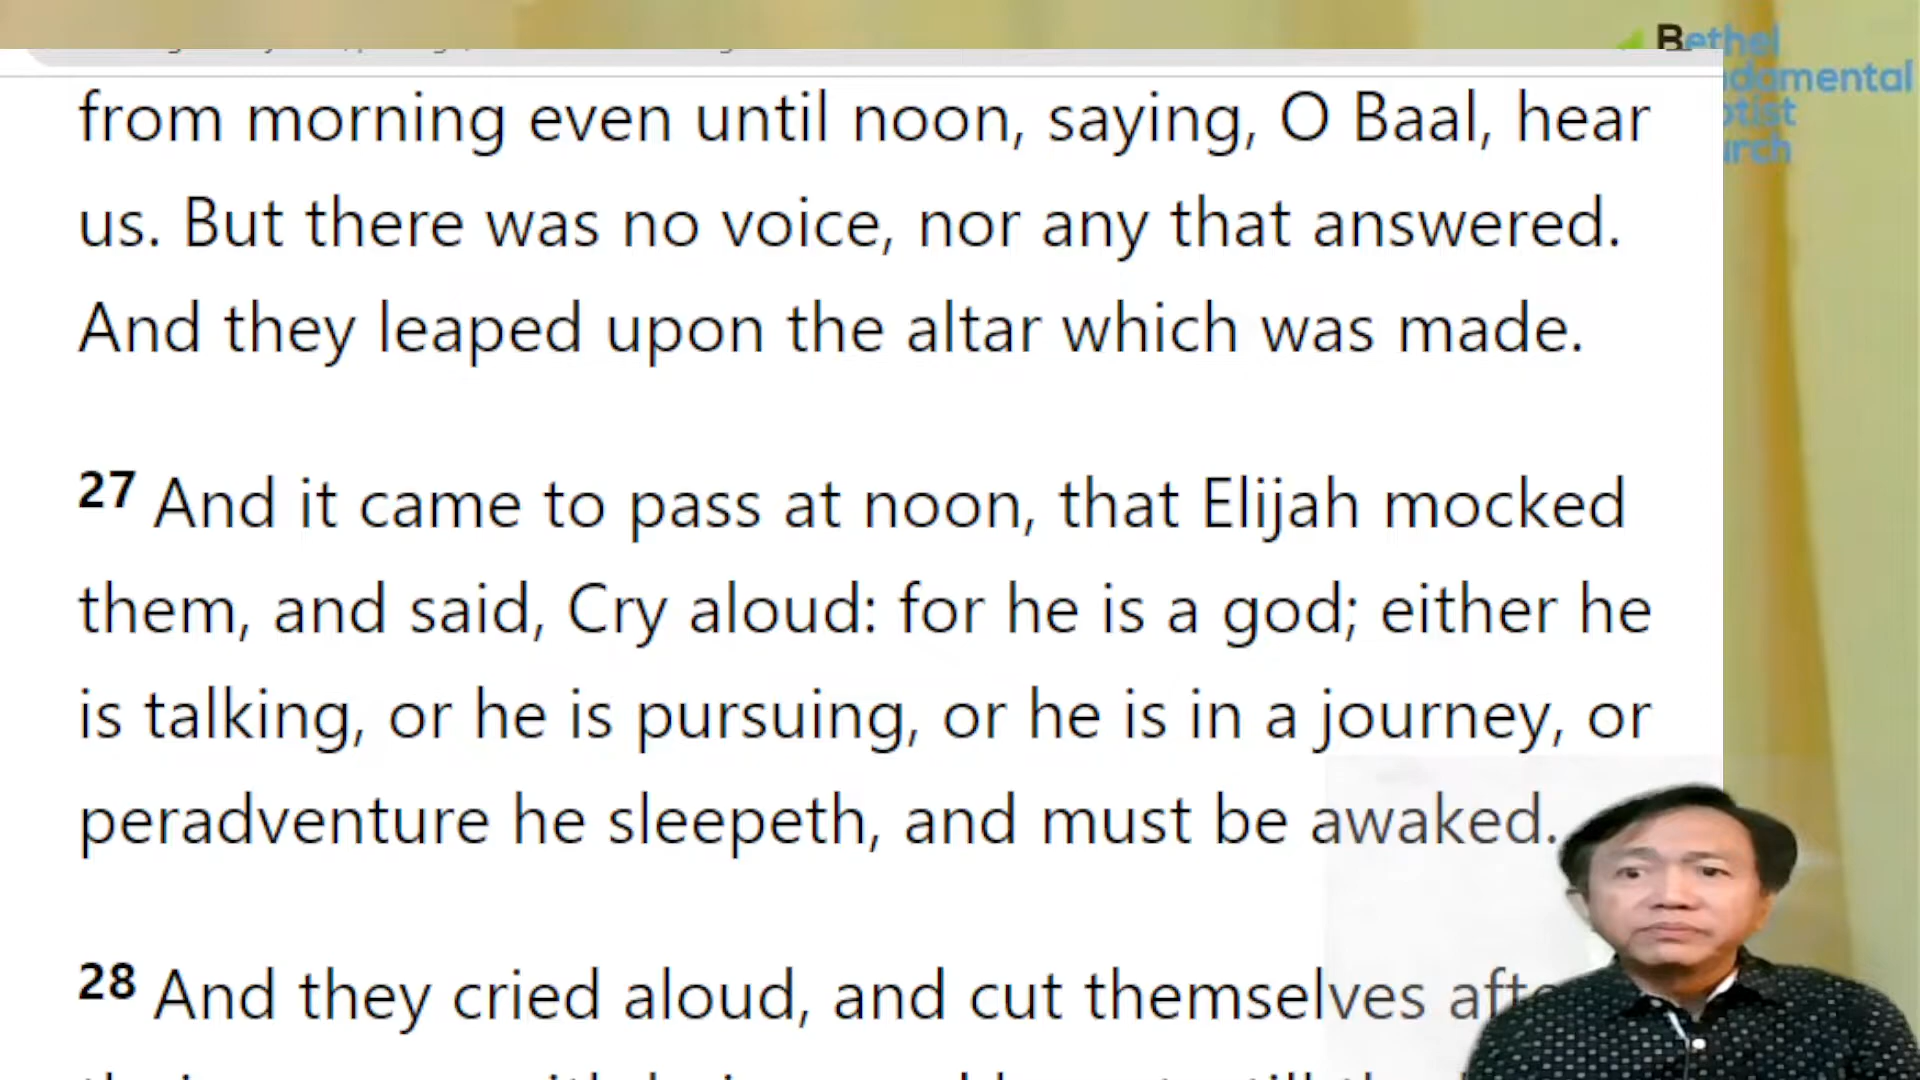 Bethel
from morning even until noon, saying, O Baal, hear
us. But there was no voice, nor any that answered.
And they leaped upon the altar which was made.
27 And it came to pass at noon, that Elijah mocked
them, and said, Cry aloud: for he is a god; either he
is talking, or he is pursuing, or he is in a journey, or
peradventure he sleepeth, and must be awaked.
28 And they cried aloud, and cut themselves